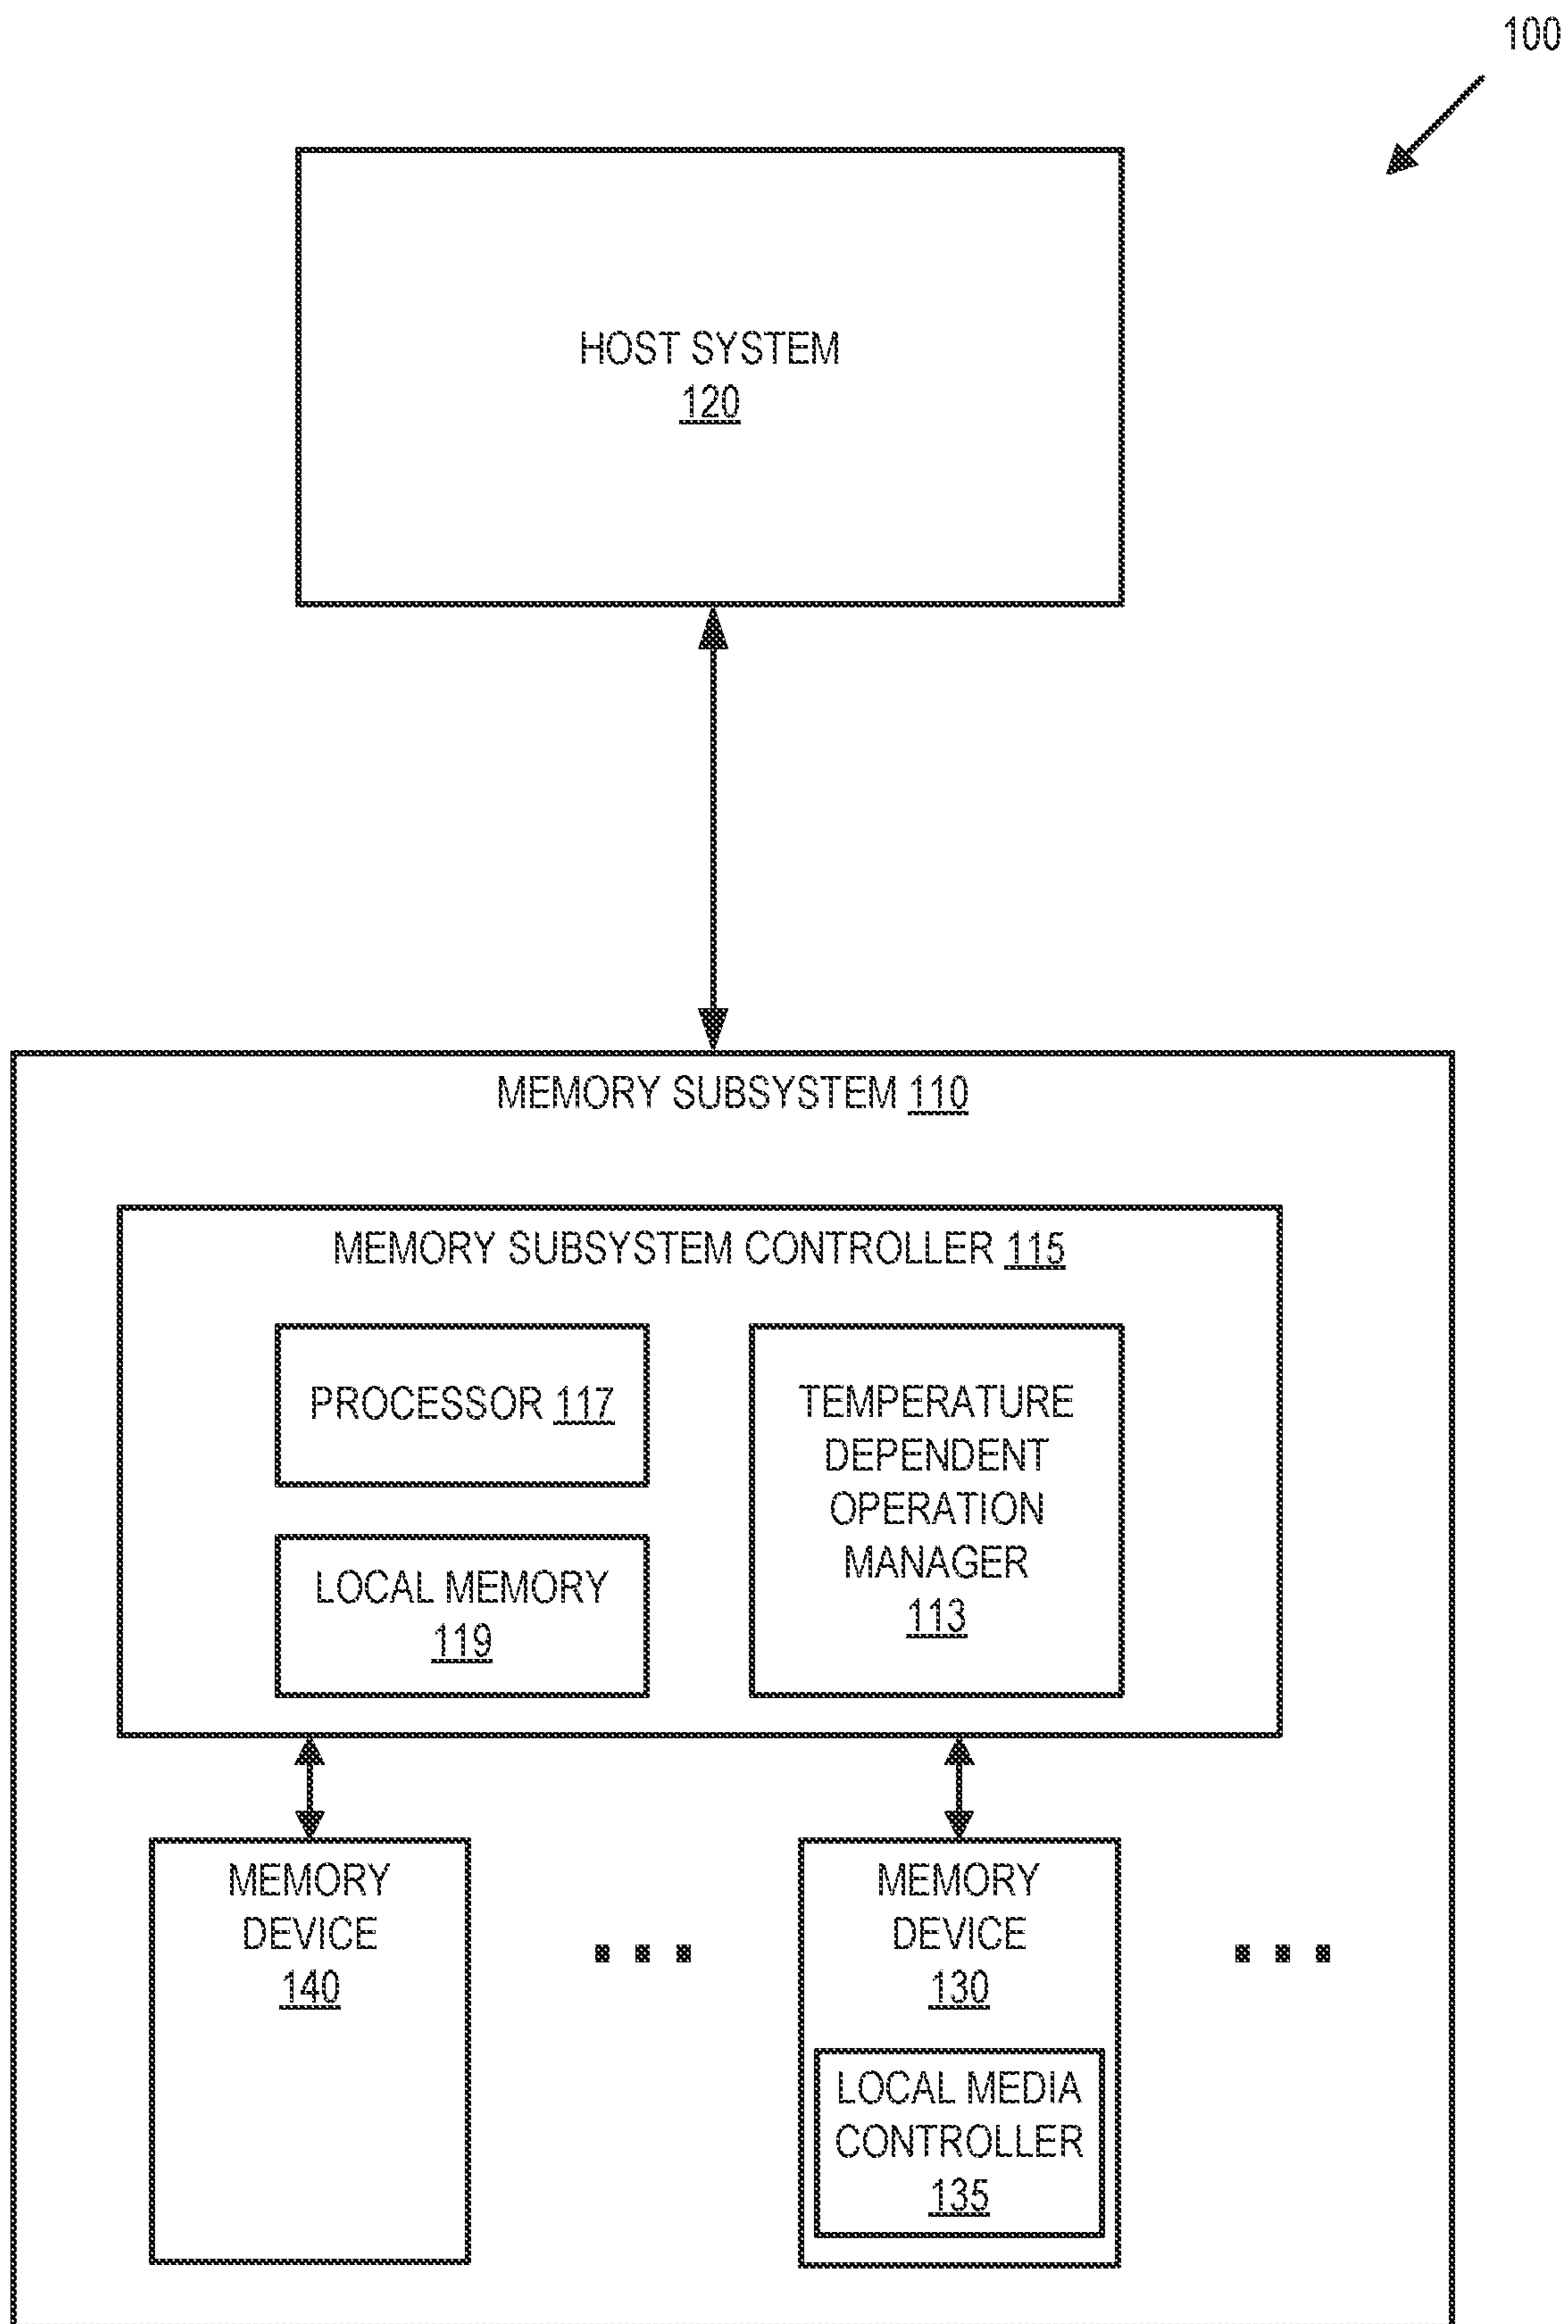 100
HOST SYSTEM
120
MEMORY SUBSYSTEM 110
MEMORY SUBSYSTEM CONTROLLER 115
PROCESSOR 117
LOCAL MEMORY
119
TEMPERATURE
DEPENDENT
OPERATION
MANAGER
113
MEMORY
DEVICE
140
MEMORY
DEVICE
130
LOCAL MEDIA
CONTROLLER
135